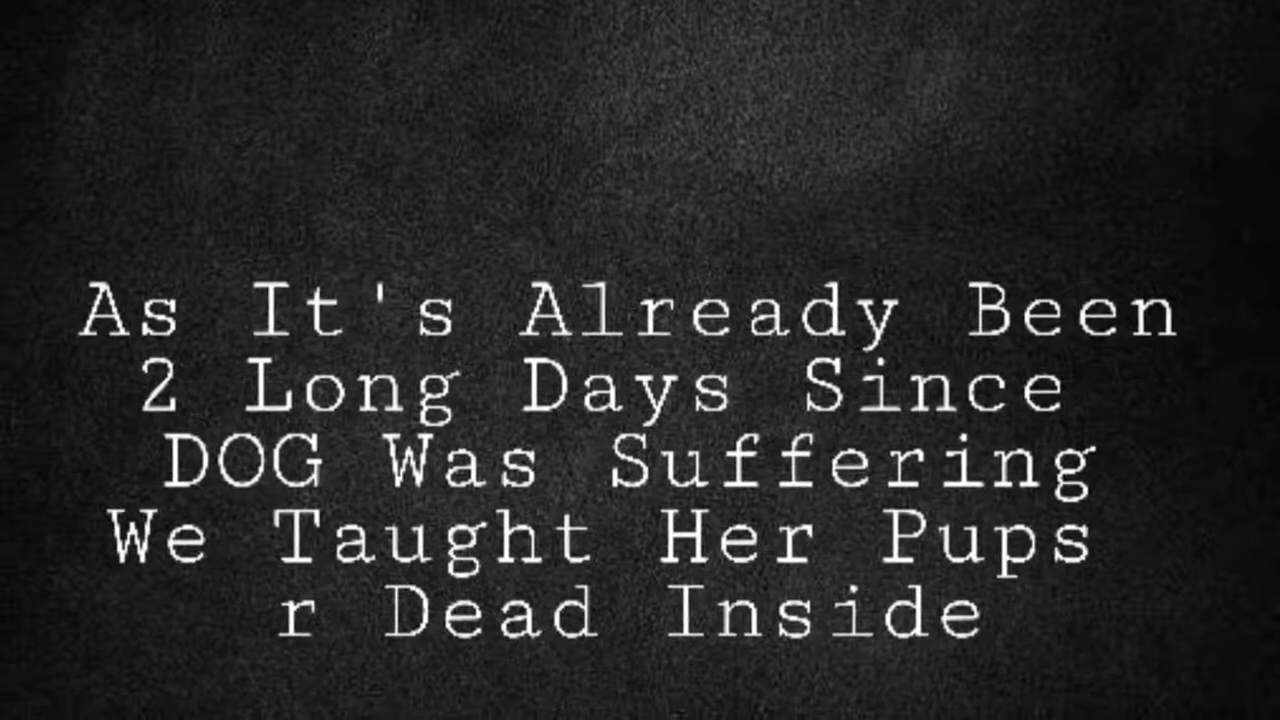 As It's Already Been
2 Long Days Since
DOG Was Suffering
We Taught Her Pups
r Dead Inside